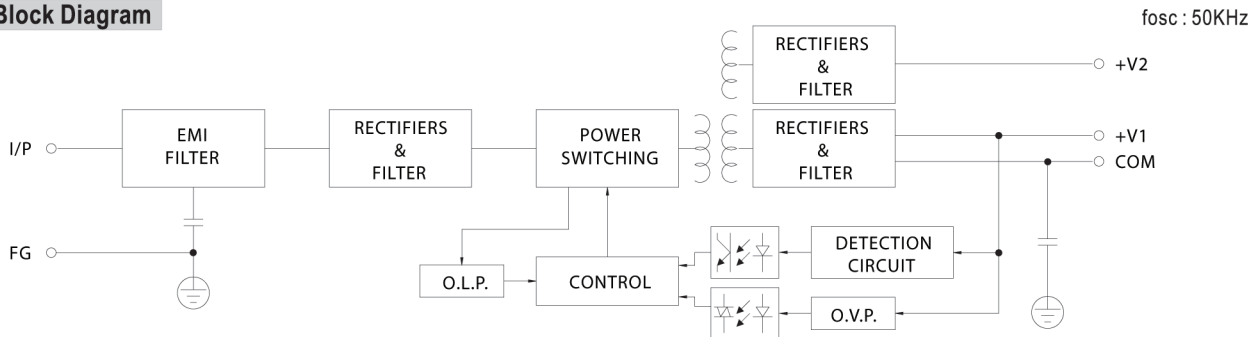 Block Diagram
fosc : 50KHz
RECTIFIERS
&
FILTER
+V2
I/P
EMI
FILTER
RECTIFIERS
&
FILTER
POWER
SWITCHING
RECTIFIERS
&
FILTER
+V1
COM
FG
O.L.P.
CONTROL
DETECTION
CIRCUIT
O.V.P.